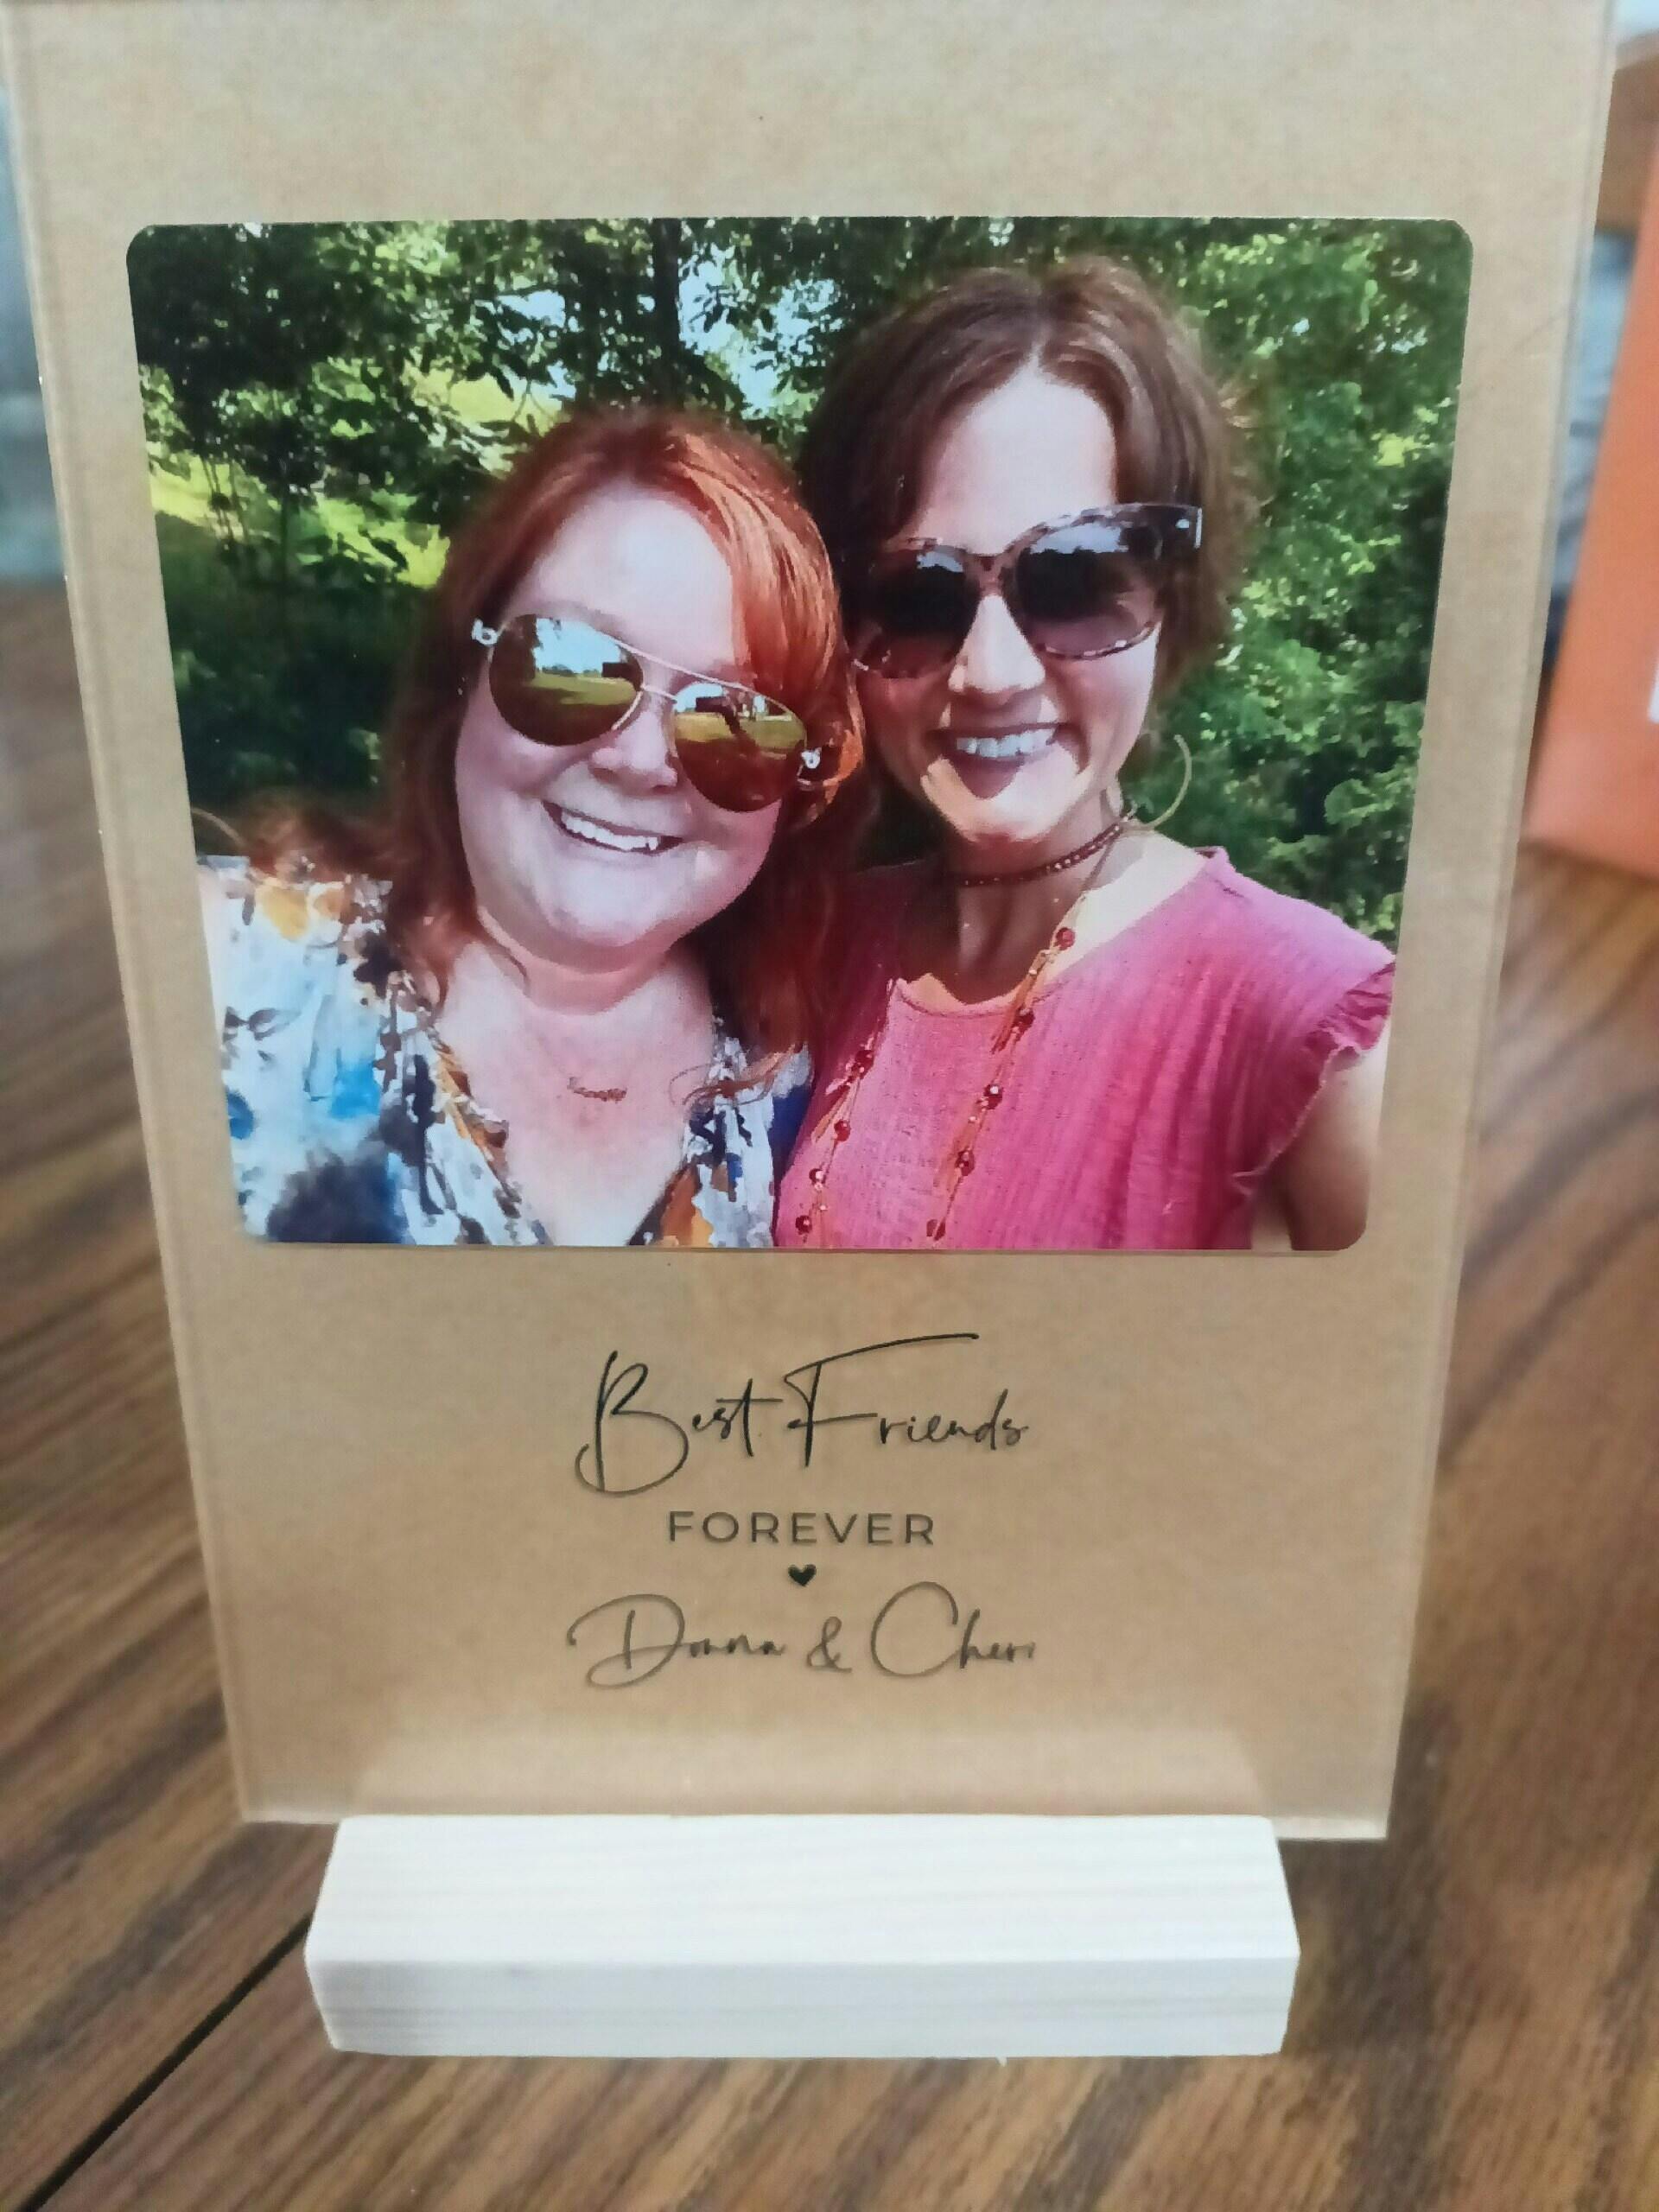 Best Friends
FOREVER
Donna & Cheri